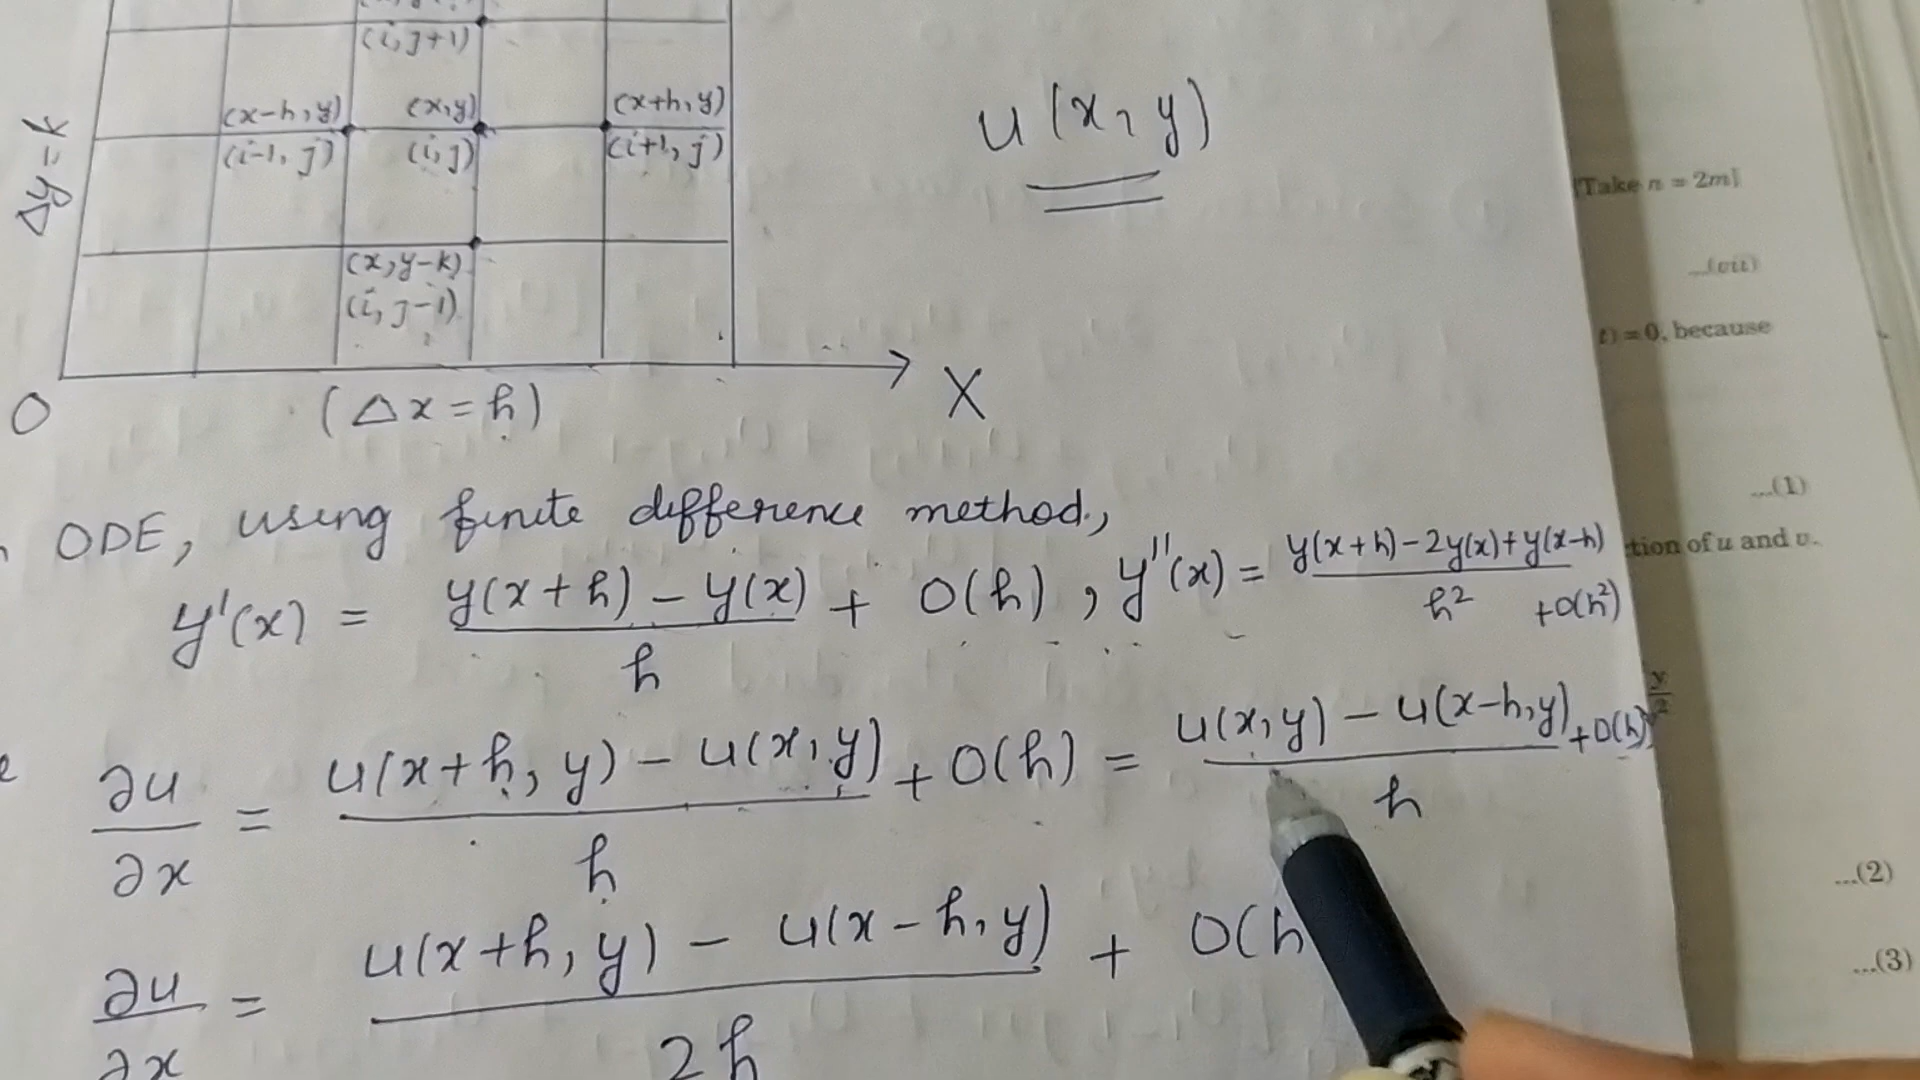 (i, j+1)
(x-h, y) (x, y) (x+h, y)
(i-1, j) (i, j) (i+1, j)
Δy = k
(x, y-k)
(i, j-1)
O (Δx = h) X
u(x, y)
ODE, using finite difference method,
y'(x) = y(x+h) - y(x) / h + O(h), y''(x) = y(x+h) - 2y(x) + y(x-h) / h² + O(h²)
∂u/∂x = u(x+h, y) - u(x, y) / h + O(h) = u(x, y) - u(x-h, y) / h + O(h)
∂u/∂x = u(x+h, y) - u(x-h, y) / 2h + O(h
[Take n = 2m]
...(vii)
t) = 0, because
...(1)
tion of u and v.
...(2)
...(3)